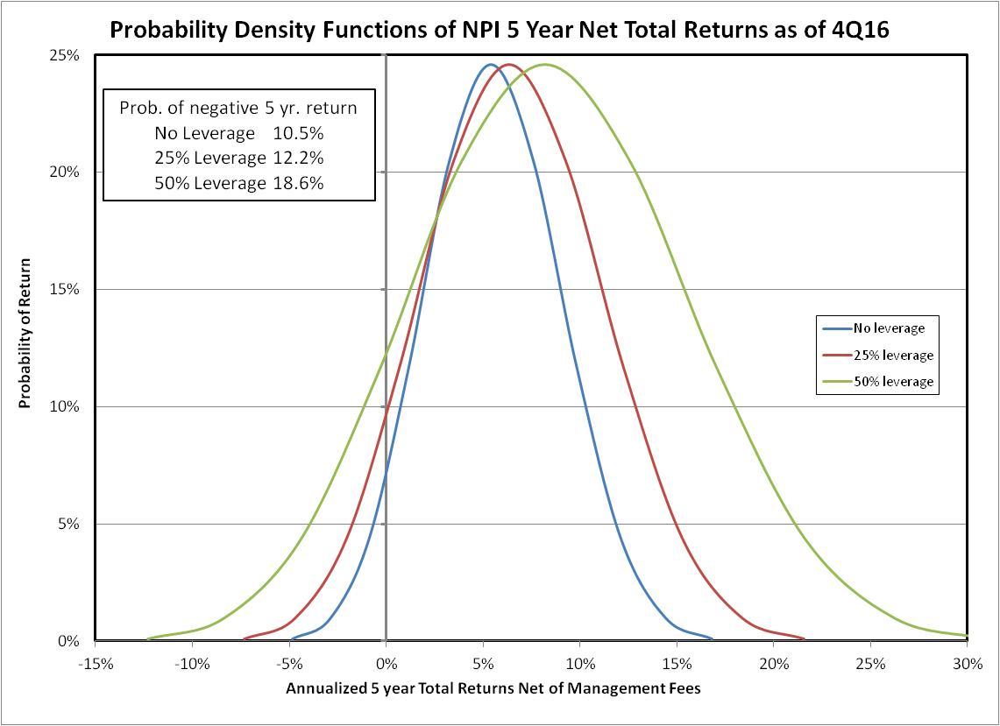 Probability Density Functions of NPI 5 Year Net Total Returns as of 4Q16
25%
20%
15%
10%
5%
0%
Probability of Return
Prob. of negative 5 yr. return
No Leverage 10.5%
25% Leverage 12.2%
50% Leverage 18.6%
No leverage
25% leverage
50% leverage
-15% -10% -5% 0% 5% 10% 15% 20% 25% 30%
Annualized 5 year Total Returns Net of Management Fees